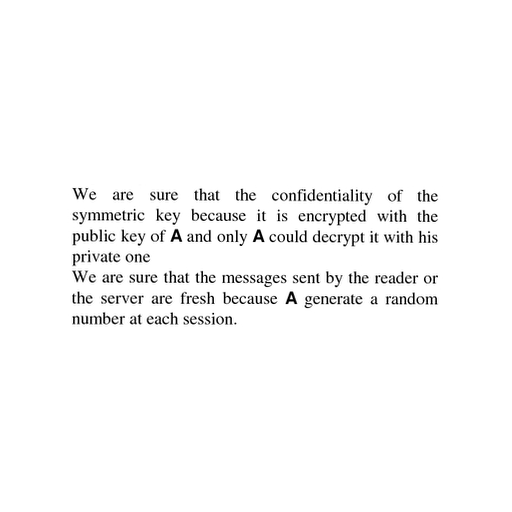 We are sure that the confidentiality of the
symmetric key because it is encrypted with the
public key of A and only A could decrypt it with his
private one
We are sure that the messages sent by the reader or
the server are fresh because A generate a random
number at each session.